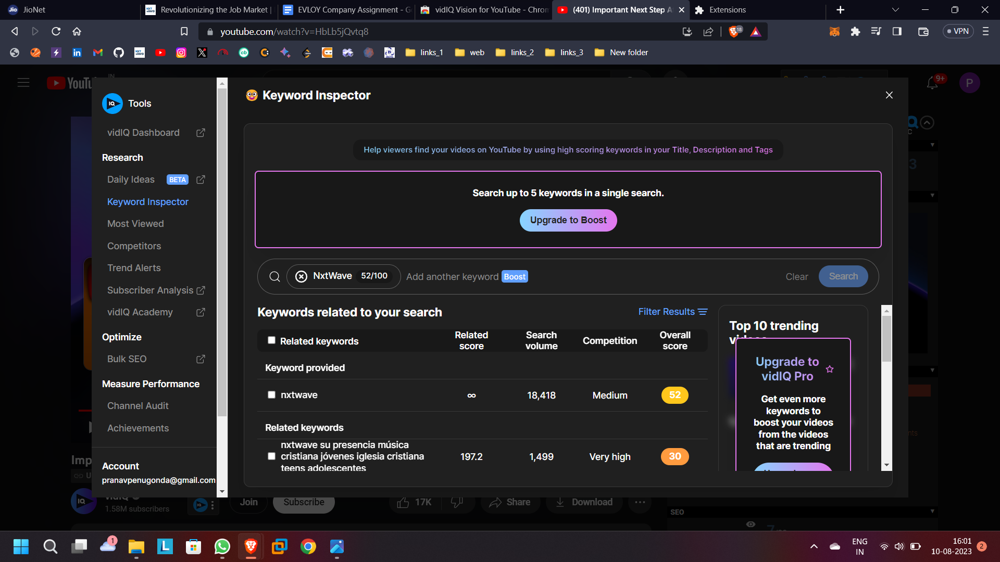 JioNet
Revolutionizing the Job Market |
EVLOY Company Assignment - G
vidIQ Vision for YouTube - Chrom
(401) Important Next Step A
Extensions
youtube.com/watch?v=HbLb5jQvtq8
18
VPN
links_1
web
links_2
links_3
New folder
IN
9+
P
IQ
Tools
vidIQ Dashboard
Research
Daily Ideas
BETA
Keyword Inspector
Most Viewed
Competitors
Trend Alerts
Subscriber Analysis
vidIQ Academy
Optimize
Bulk SEO
Measure Performance
Channel Audit
Achievements
Account
pranavpenugonda@gmail.com
Keyword Inspector
Help viewers find your videos on YouTube by using high scoring keywords in your Title, Description and Tags
Search up to 5 keywords in a single search.
Upgrade to Boost
NxtWave 52/100
Add another keyword Boost
Clear
Search
Keywords related to your search
Filter Results
Related keywords
Related score
Search volume
Competition
Overall score
Keyword provided
nxtwave
∞
18,418
Medium
52
Related keywords
nxtwave su presencia música
cristiana jóvenes iglesia cristiana
teens adolescentes
197.2
1,499
Very high
30
Top 10 trending
Upgrade to
vidIQ Pro
Get even more
keywords to
boost your videos
from the videos
that are trending
1.58M subscribers
Join
Subscribe
17K
Share
Download
SEO
1
ENG
IN
16:01
10-08-2023
2